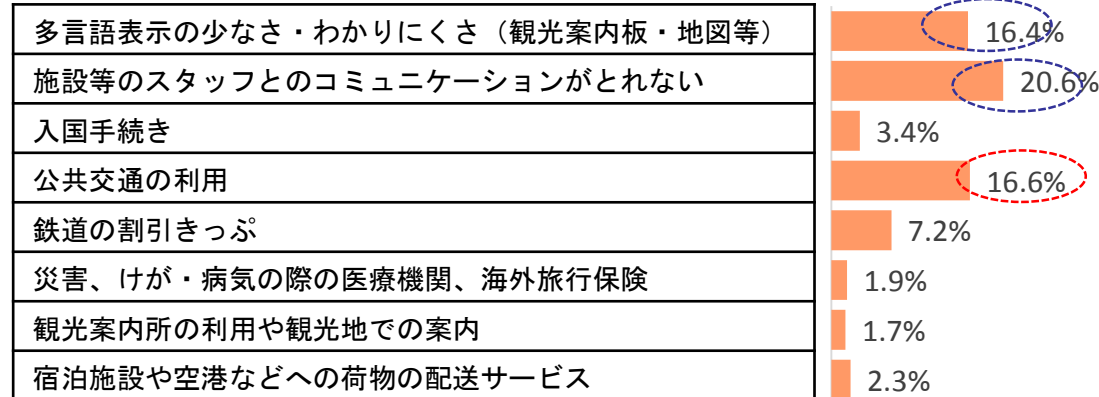 多言語表示の少なさ・わかりにくさ（観光案内板・地図等） 16.4%
施設等のスタッフとのコミュニケーションがとれない 20.6%
入国手続き 3.4%
公共交通の利用 16.6%
鉄道の割引きっぷ 7.2%
災害、けが・病気の際の医療機関、海外旅行保険 1.9%
観光案内所の利用や観光地での案内 1.7%
宿泊施設や空港などへの荷物の配送サービス 2.3%